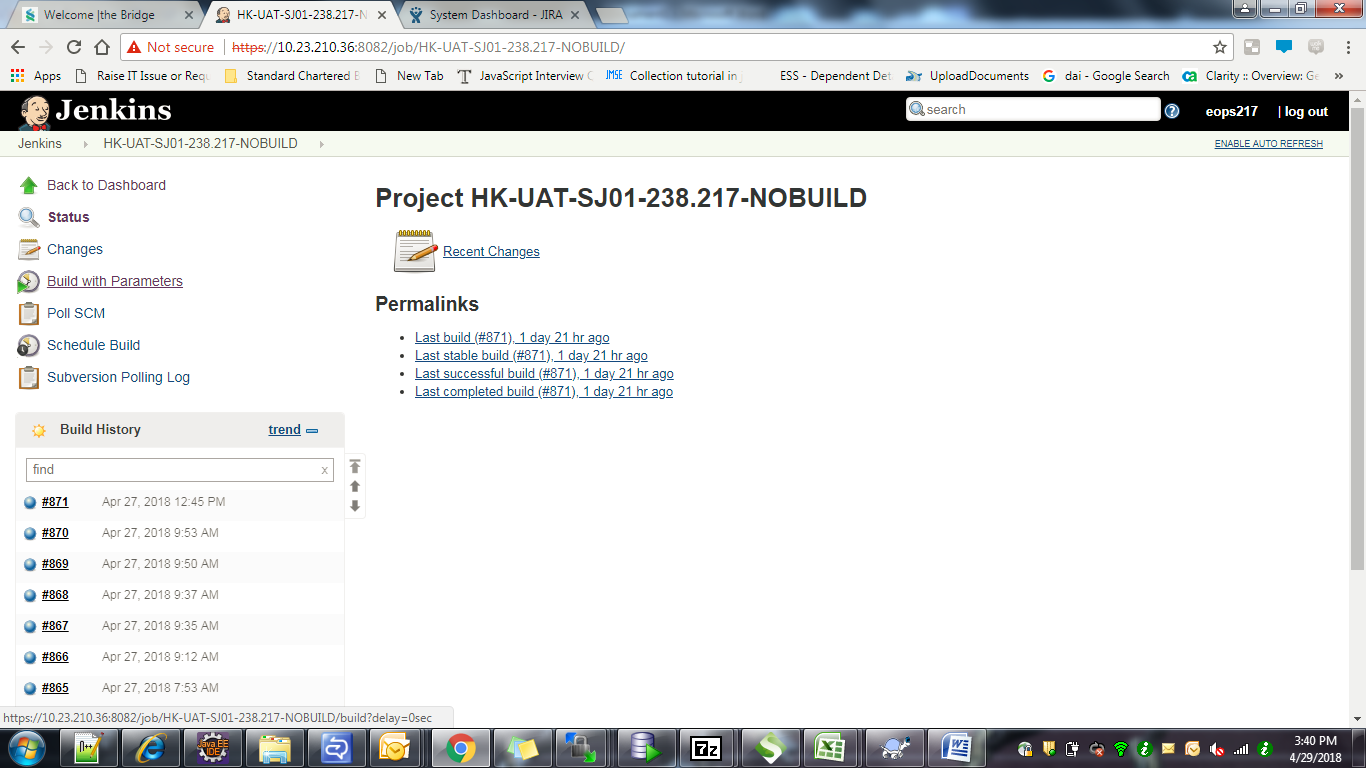 Welcome |the Bridge
HK-UAT-SJ01-238.217-N
System Dashboard - JIRA
Not secure | https://10.23.210.36:8082/job/HK-UAT-SJ01-238.217-NOBUILD/
Apps Raise IT Issue or Requ Standard Chartered B New Tab JavaScript Interview C JMSE Collection tutorial in j ESS - Dependent Deta UploadDocuments dai - Google Search ca Clarity :: Overview: Ge »
Jenkins
search
? eops217 | log out
Jenkins HK-UAT-SJ01-238.217-NOBUILD
ENABLE AUTO REFRESH
Back to Dashboard
Status
Changes
Build with Parameters
Poll SCM
Schedule Build
Subversion Polling Log
Project HK-UAT-SJ01-238.217-NOBUILD
Recent Changes
Permalinks
Last build (#871), 1 day 21 hr ago
Last stable build (#871), 1 day 21 hr ago
Last successful build (#871), 1 day 21 hr ago
Last completed build (#871), 1 day 21 hr ago
Build History trend
find x
#871 Apr 27, 2018 12:45 PM
#870 Apr 27, 2018 9:53 AM
#869 Apr 27, 2018 9:50 AM
#868 Apr 27, 2018 9:37 AM
#867 Apr 27, 2018 9:35 AM
#866 Apr 27, 2018 9:12 AM
#865 Apr 27, 2018 7:53 AM
https://10.23.210.36:8082/job/HK-UAT-SJ01-238.217-NOBUILD/build?delay=0sec
Java EE
IDE
7z
3:40 PM
4/29/2018